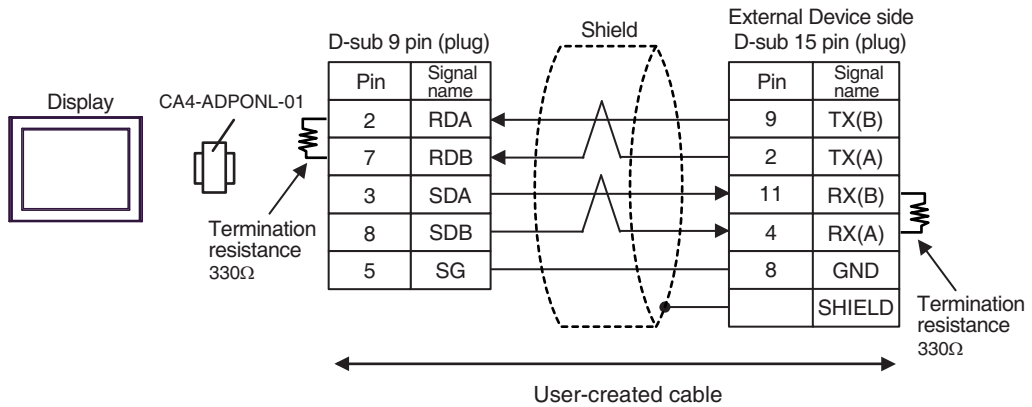 External Device side
D-sub 9 pin (plug)
Shield
D-sub 15 pin (plug)
Display
CA4-ADPONL-01
Pin Signal name
2 RDA
7 RDB
3 SDA
8 SDB
5 SG
Pin Signal name
9 TX(B)
2 TX(A)
11 RX(B)
4 RX(A)
8 GND
SHIELD
Termination
resistance
330Ω
Termination
resistance
330Ω
User-created cable